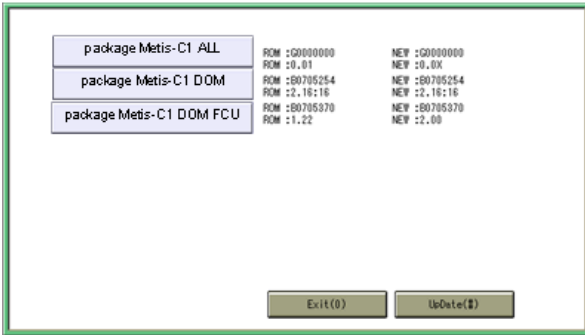 package Metis-C1 ALL
ROM :G0000000 NEW :G0000000
ROM :0.01 NEW :0.0X
package Metis-C1 DOM
ROM :B0705254 NEW :B0705254
ROM :2.16:16 NEW :2.16:16
package Metis-C1 DOM FCU
ROM :B0705370 NEW :B0705370
ROM :1.22 NEW :2.00
Exit(0) UpDate(#)